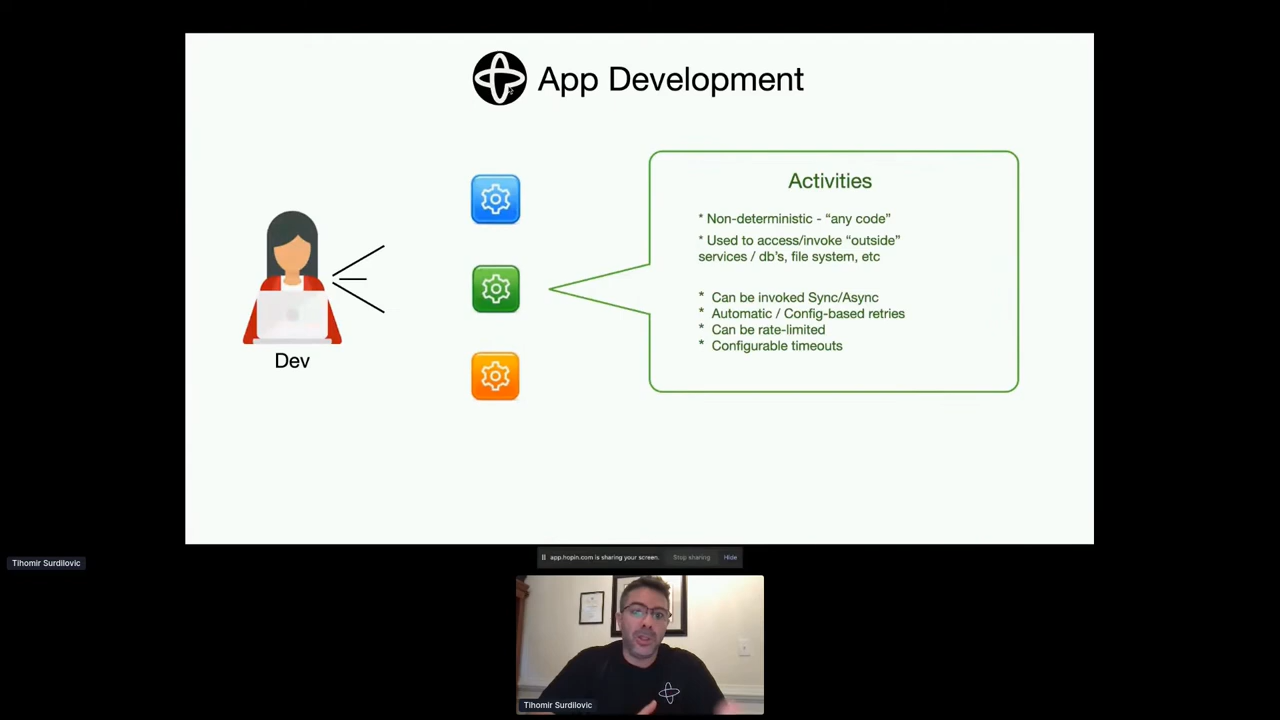 App Development
Activities
* Non-deterministic - “any code”
* Used to access/invoke “outside”
services / db’s, file system, etc
* Can be invoked Sync/Async
* Automatic / Config-based retries
* Can be rate-limited
* Configurable timeouts
Dev
app.hopin.com is sharing your screen. Stop sharing Hide
Tihomir Surdilovic
Tihomir Surdilovic